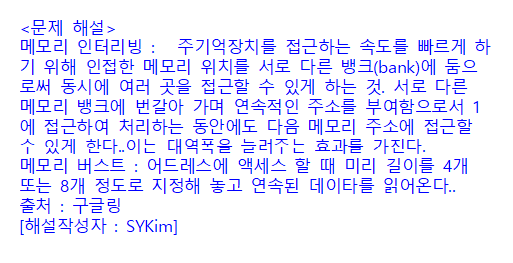 <문제 해설>
메모리 인터리빙 :  주기억장치를 접근하는 속도를 빠르게 하
기 위해 인접한 메모리 위치를 서로 다른 뱅크(bank)에 둠으
로써 동시에 여러 곳을 접근할 수 있게 하는 것. 서로 다른
메모리 뱅크에 번갈아 가며 연속적인 주소를 부여함으로서 1
에 접근하여 처리하는 동안에도 다음 메모리 주소에 접근할
수 있게 한다..이는 대역폭을 늘려주는 효과를 가진다.
메모리 버스트 : 어드레스에 액세스 할 때 미리 길이를 4개
또는 8개 정도로 지정해 놓고 연속된 데이타를 읽어온다..
출처 : 구글링
[해설작성자 : SYKim]